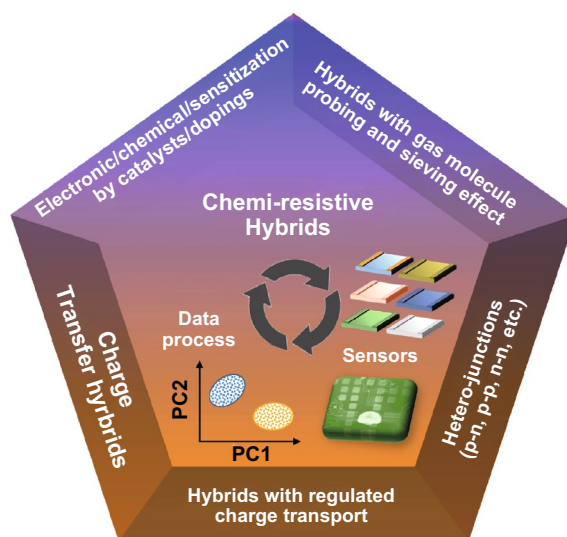 Electronic/chemical/sensitization
by catalysts/dopings
Hybrids with gas molecule
probing and sieving effect
Chemi-resistive
Hybrids
Data
process
Sensors
PC2
PC1
Charge
Transfer hyrbrids
Hetero-junctions
(p-n, p-p, n-n, etc.)
Hybrids with regulated
charge transport